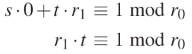 s · 0 + t · r₁ ≡ 1 mod r₀
r₁ · t ≡ 1 mod r₀